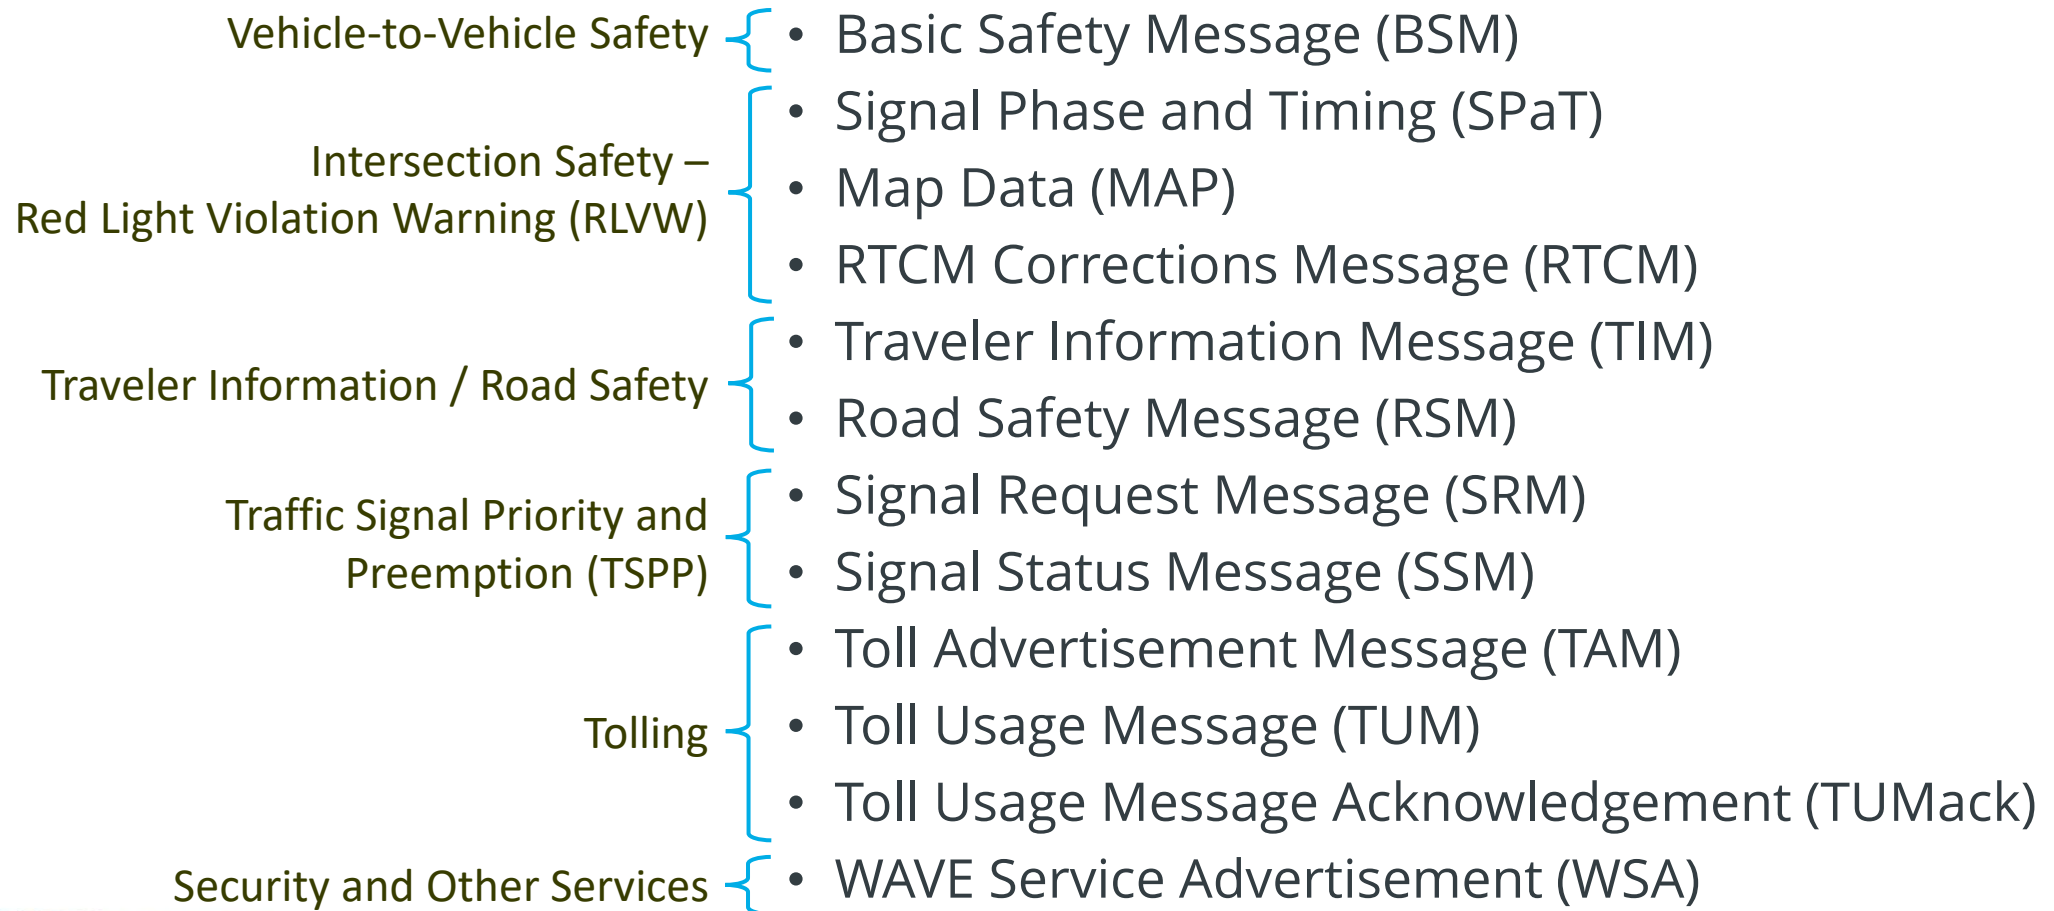 Vehicle-to-Vehicle Safety
• Basic Safety Message (BSM)
Intersection Safety –
Red Light Violation Warning (RLVW)
• Signal Phase and Timing (SPaT)
• Map Data (MAP)
• RTCM Corrections Message (RTCM)
Traveler Information / Road Safety
• Traveler Information Message (TIM)
• Road Safety Message (RSM)
Traffic Signal Priority and
Preemption (TSPP)
• Signal Request Message (SRM)
• Signal Status Message (SSM)
Tolling
• Toll Advertisement Message (TAM)
• Toll Usage Message (TUM)
• Toll Usage Message Acknowledgement (TUMack)
Security and Other Services
• WAVE Service Advertisement (WSA)